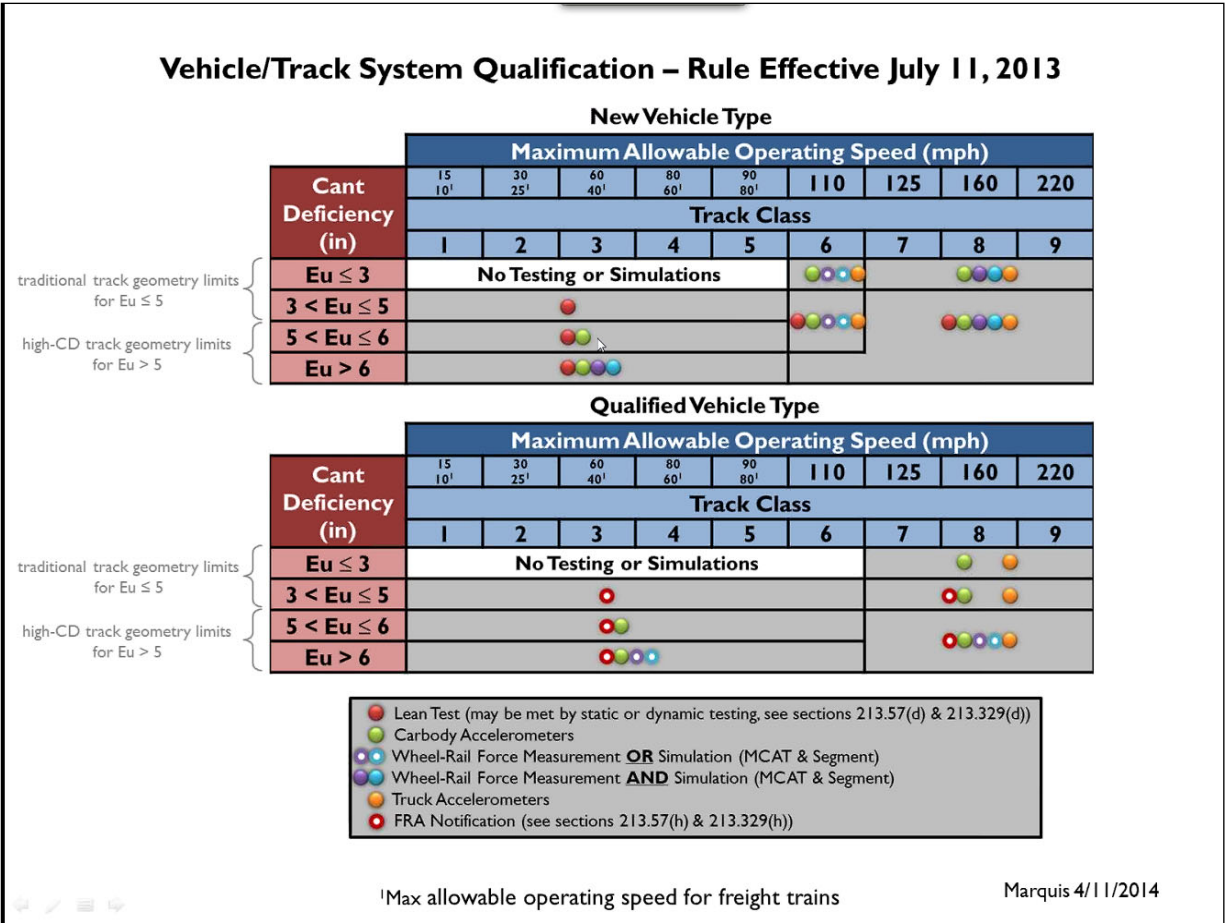 Vehicle/Track System Qualification – Rule Effective July 11, 2013
New Vehicle Type
Maximum Allowable Operating Speed (mph)
Cant Deficiency (in)
15 30 60 80 90 110 125 160 220
10¹ 25¹ 40¹ 60¹ 80¹
Track Class
1 2 3 4 5 6 7 8 9
traditional track geometry limits
for Eu ≤ 5
Eu ≤ 3 No Testing or Simulations
3 < Eu ≤ 5
high-CD track geometry limits
for Eu > 5
5 < Eu ≤ 6
Eu > 6
Qualified Vehicle Type
Maximum Allowable Operating Speed (mph)
Cant Deficiency (in)
15 30 60 80 90 110 125 160 220
10¹ 25¹ 40¹ 60¹ 80¹
Track Class
1 2 3 4 5 6 7 8 9
traditional track geometry limits
for Eu ≤ 5
Eu ≤ 3 No Testing or Simulations
3 < Eu ≤ 5
high-CD track geometry limits
for Eu > 5
5 < Eu ≤ 6
Eu > 6
Lean Test (may be met by static or dynamic testing, see sections 213.57(d) & 213.329(d))
Carbody Accelerometers
Wheel-Rail Force Measurement OR Simulation (MCAT & Segment)
Wheel-Rail Force Measurement AND Simulation (MCAT & Segment)
Truck Accelerometers
FRA Notification (see sections 213.57(h) & 213.329(h))
¹Max allowable operating speed for freight trains
Marquis 4/11/2014